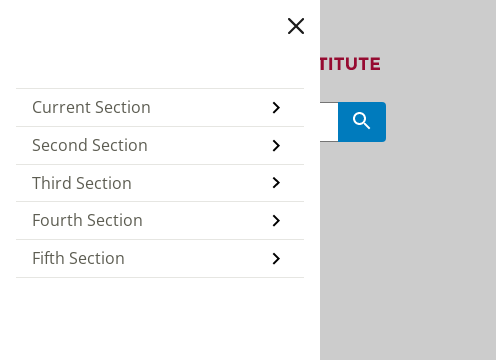 TITUTE
Current Section
Second Section
Third Section
Fourth Section
Fifth Section